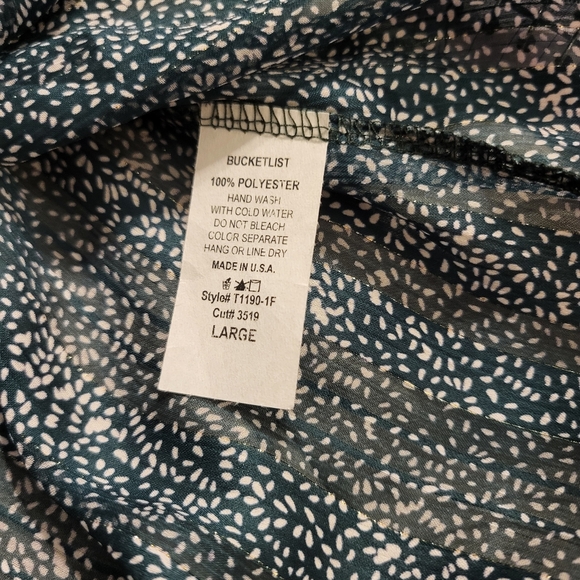 BUCKETLIST
100% POLYESTER
HAND WASH
WITH COLD WATER
DO NOT BLEACH
COLOR SEPARATE
HANG OR LINE DRY
MADE IN U.S.A.
Style# T1190-1F
Cut# 3519
LARGE